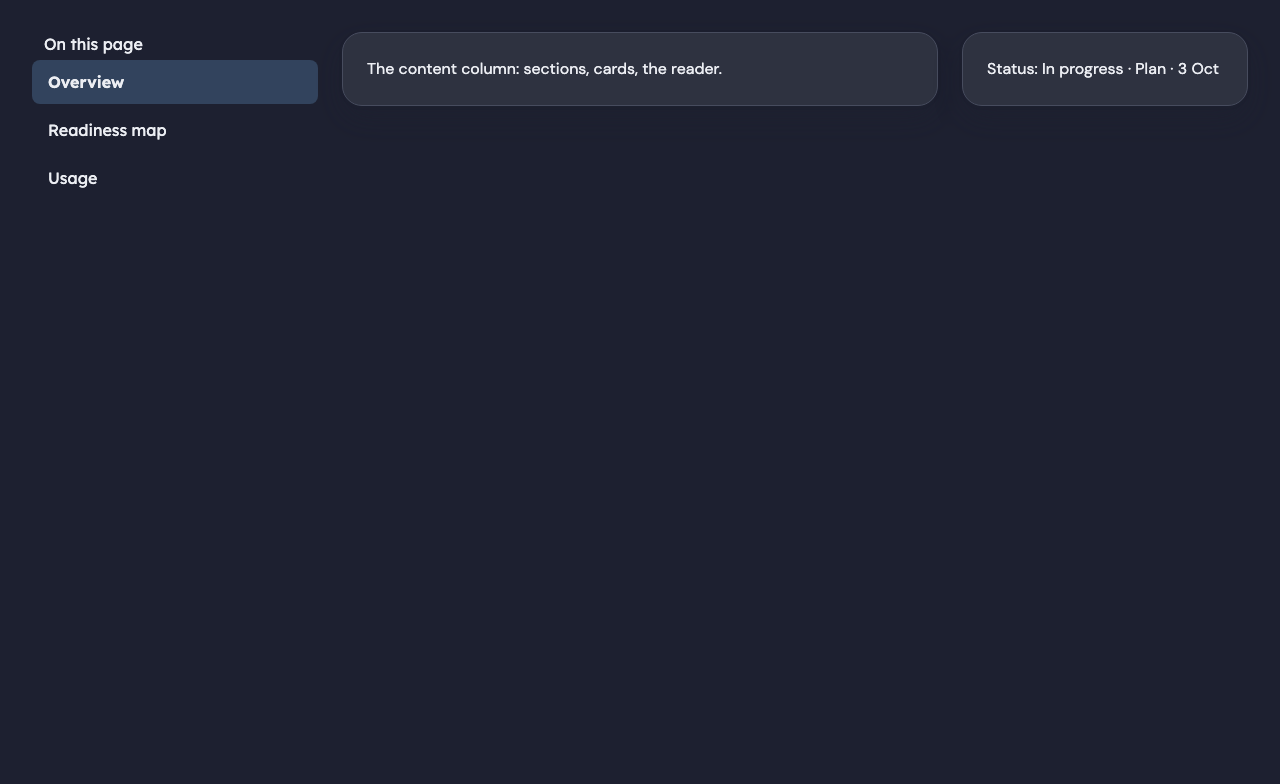 On this page
Overview
Readiness map
Usage
The content column: sections, cards, the reader.
Status: In progress · Plan · 3 Oct